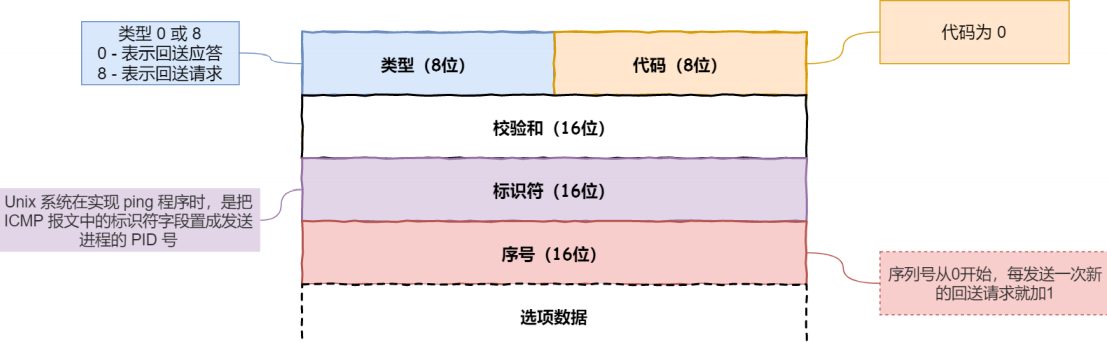 类型 0 或 8
0 - 表示回送应答
8 - 表示回送请求
类型（8位）
代码（8位）
代码为 0
校验和（16位）
Unix 系统在实现 ping 程序时，是把
ICMP 报文中的标识符字段置成发送
进程的 PID 号
标识符（16位）
序号（16位）
序列号从0开始，每发送一次新
的回送请求就加1
选项数据